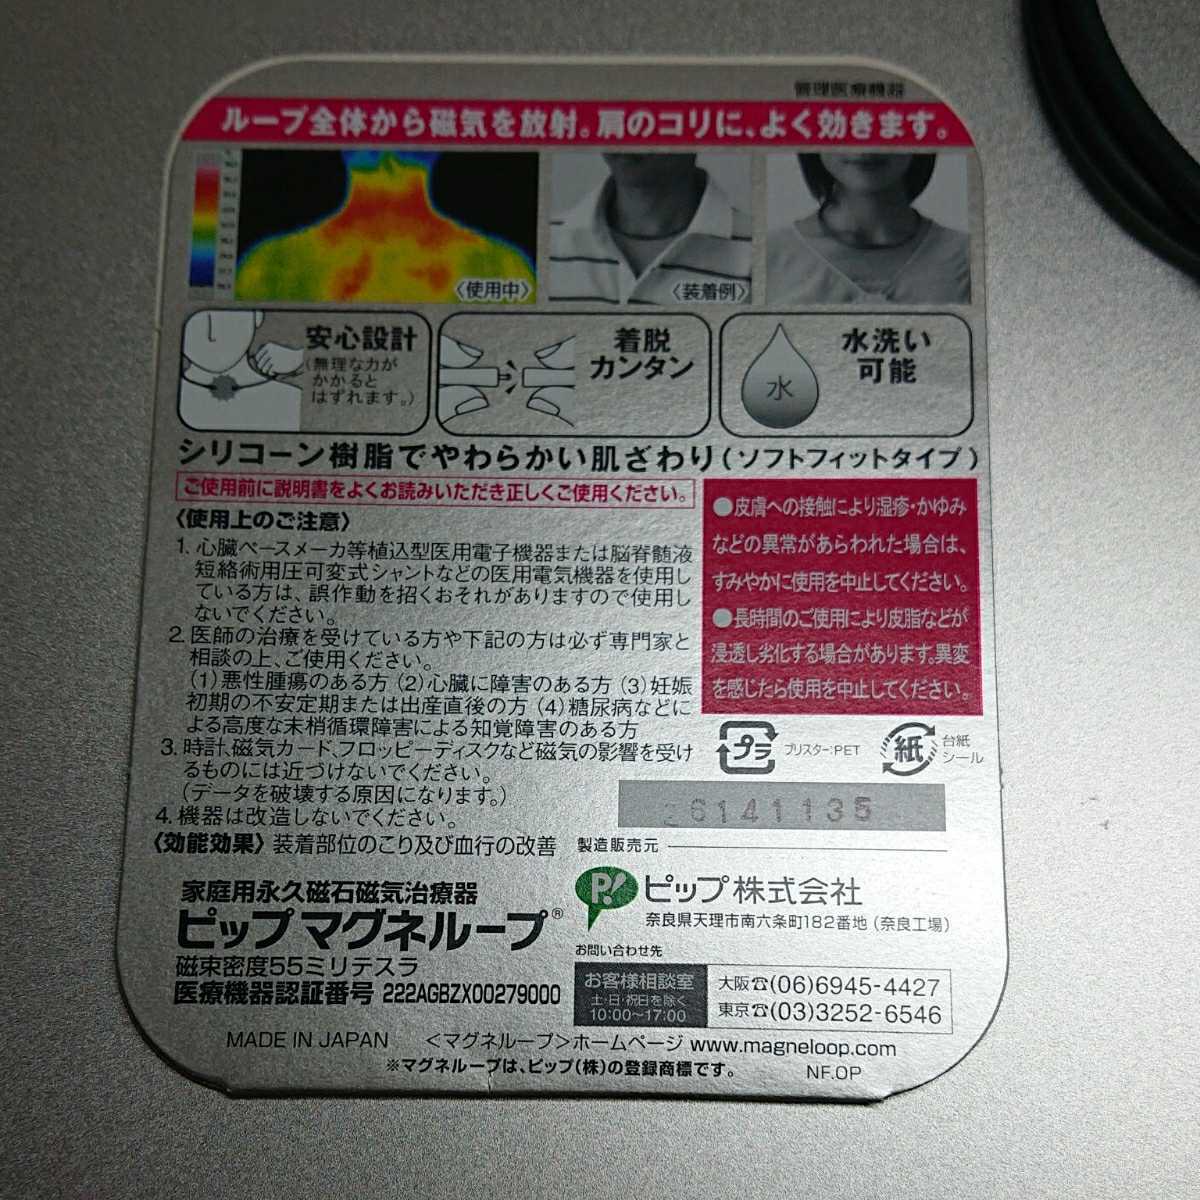 管理医療機器
ループ全体から磁気を放射。肩のコリに、よく効きます。
〈使用中〉
〈装着例〉
安心設計
(無理な力が
かかると
はずれます。)
着脱
カンタン
水洗い
可能
水
シリコーン樹脂でやわらかい肌ざわり(ソフトフィットタイプ)
ご使用前に説明書をよくお読みいただき正しくご使用ください。
〈使用上のご注意〉
1. 心臓ペースメーカ等植込型医用電子機器または脳脊髄液
短絡術用圧可変式シャントなどの医用電気機器を使用し
ている方は、誤作動を招くおそれがありますので使用し
ないでください。
2. 医師の治療を受けている方や下記の方は必ず専門家と
相談の上、ご使用ください。
(1)悪性腫瘍のある方 (2)心臓に障害のある方 (3)妊娠
初期の不安定期または出産直後の方 (4)糖尿病などに
よる高度な末梢循環障害による知覚障害のある方
3. 時計、磁気カード、フロッピーディスクなど磁気の影響を受け
るものには近づけないでください。
(データを破壊する原因になります。)
4. 機器は改造しないでください。
〈効能効果〉装着部位のこり及び血行の改善
●皮膚への接触により湿疹・かゆみ
などの異常があらわれた場合は、
すみやかに使用を中止してください。
●長時間のご使用により皮脂などが
浸透し劣化する場合があります。異変
を感じたら使用を中止してください。
プラ
ブリスター:PET
紙
台紙
シール
6141135
製造販売元
P!
ピップ株式会社
奈良県天理市南六条町182番地(奈良工場)
家庭用永久磁石磁気治療器
ピップマグネループ®
磁束密度55ミリテスラ
医療機器認証番号 222AGBZX00279000
お問い合わせ先
お客様相談室
土・日・祝日を除く
10:00〜17:00
大阪☎(06)6945-4427
東京☎(03)3252-6546
MADE IN JAPAN <マグネループ>ホームページ www.magneloop.com
※マグネループは、ピップ(株)の登録商標です。
NF.OP